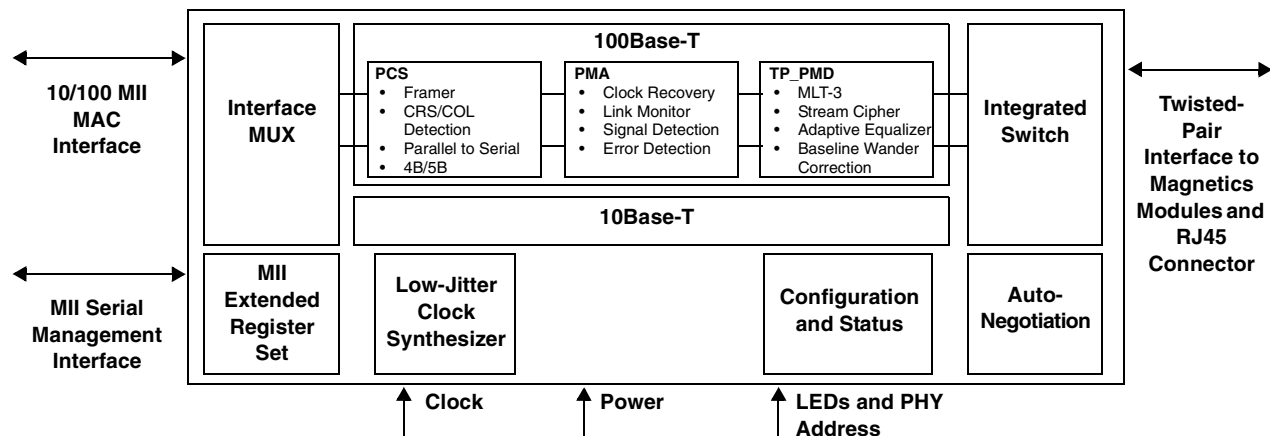 10/100 MII
MAC
Interface
MII Serial
Management
Interface
Interface
MUX
100Base-T
PCS
• Framer
• CRS/COL
Detection
• Parallel to Serial
• 4B/5B
PMA
• Clock Recovery
• Link Monitor
• Signal Detection
• Error Detection
TP_PMD
• MLT-3
• Stream Cipher
• Adaptive Equalizer
• Baseline Wander
Correction
Integrated
Switch
10Base-T
MII
Extended
Register
Set
Low-Jitter
Clock
Synthesizer
Configuration
and Status
Auto-
Negotiation
Twisted-
Pair
Interface to
Magnetics
Modules and
RJ45
Connector
Clock
Power
LEDs and PHY
Address